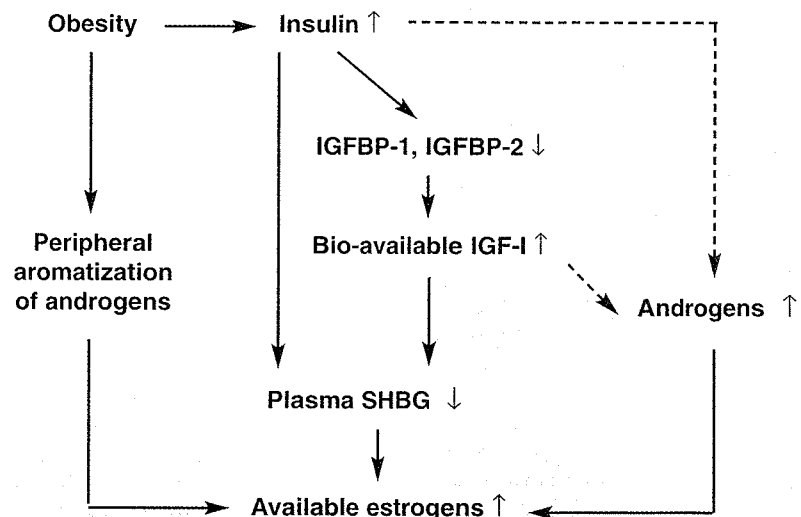 Obesity
Insulin ↑
IGFBP-1, IGFBP-2 ↓
Bio-available IGF-I ↑
Peripheral
aromatization
of androgens
Androgens ↑
Plasma SHBG ↓
Available estrogens ↑